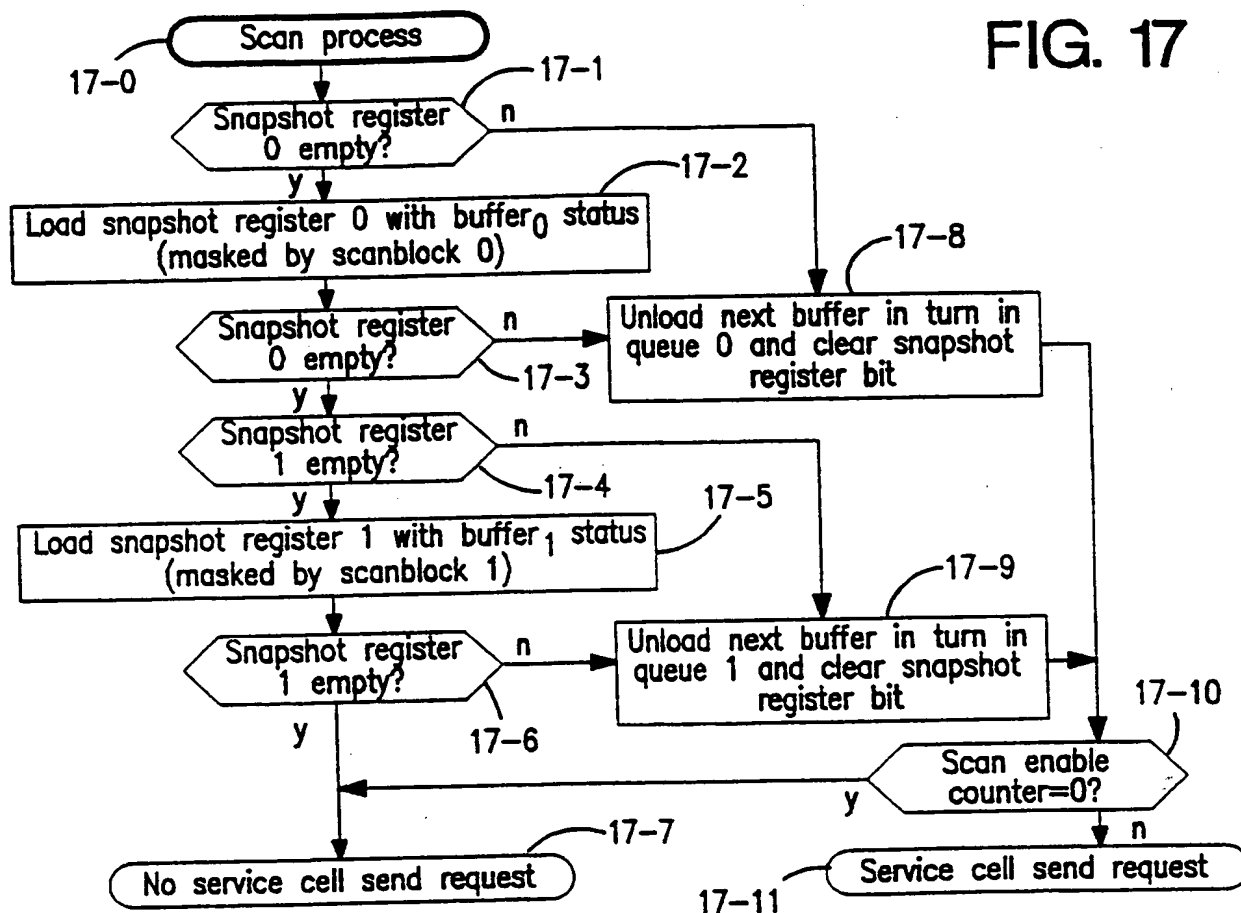 FIG. 17
Scan process
17-0
17-1
Snapshot register
0 empty?
n
y
17-2
Load snapshot register 0 with buffer0 status
(masked by scanblock 0)
17-8
Snapshot register
0 empty?
n
17-3
y
Unload next buffer in turn in
queue 0 and clear snapshot
register bit
Snapshot register
1 empty?
n
17-4
y
17-5
Load snapshot register 1 with buffer1 status
(masked by scanblock 1)
17-9
Snapshot register
1 empty?
n
17-6
y
Unload next buffer in turn in
queue 1 and clear snapshot
register bit
17-10
Scan enable
counter=0?
y
n
17-7
No service cell send request
Service cell send request
17-11